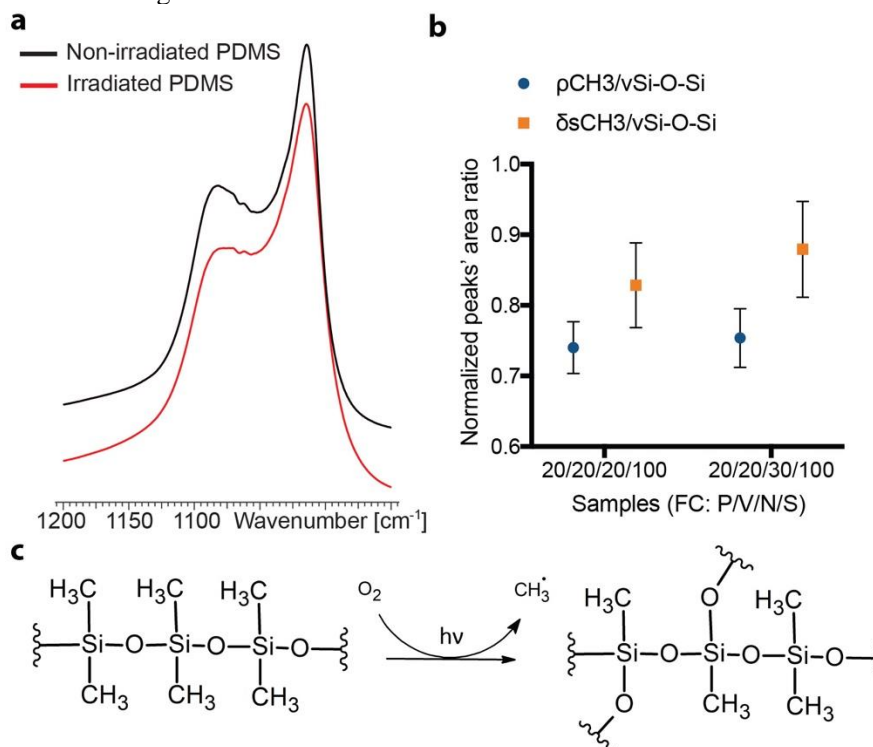 a
Non-irradiated PDMS
Irradiated PDMS
1200 1150 1100 Wavenumber [cm⁻¹]
b
ρCH3/vSi-O-Si
δsCH3/vSi-O-Si
Normalized peaks' area ratio
1.0
0.9
0.8
0.7
0.6
20/20/20/100 20/20/30/100
Samples (FC: P/V/N/S)
c
H₃C H₃C H₃C
Si O Si O Si O
CH₃ CH₃ CH₃
O₂ CH₃•
hν
O
H₃C H₃C
Si O Si O Si O
O CH₃ CH₃